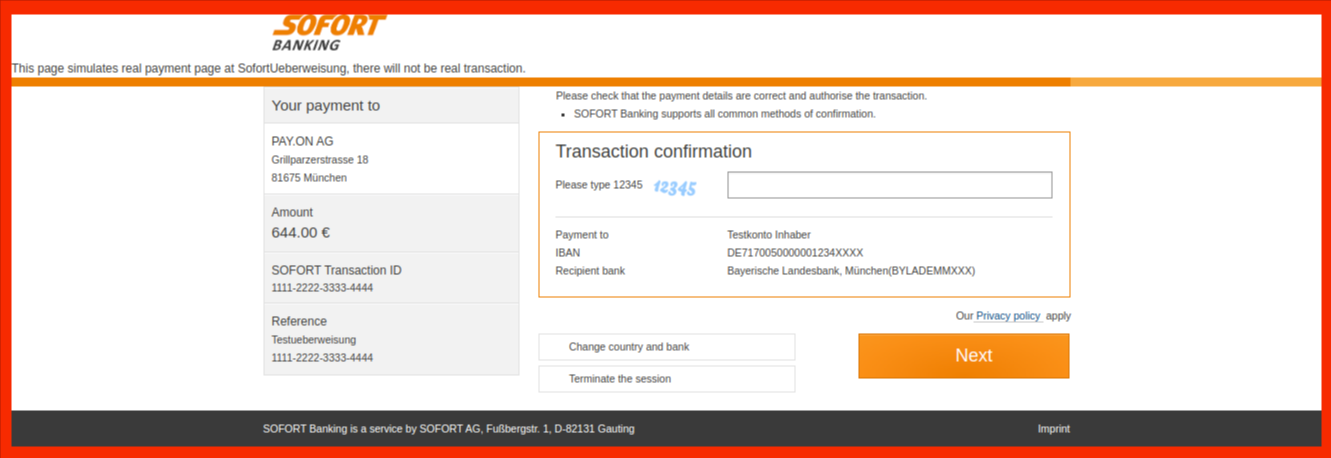 SOFORT
BANKING
This page simulates real payment page at SofortUeberweisung, there will not be real transaction.
Your payment to
PAY.ON AG
Grillparzerstrasse 18
81675 München
Amount
644.00 €
SOFORT Transaction ID
1111-2222-3333-4444
Reference
Testueberweisung
1111-2222-3333-4444
Please check that the payment details are correct and authorise the transaction.
• SOFORT Banking supports all common methods of confirmation.
Transaction confirmation
Please type 12345 12345
Payment to Testkonto Inhaber
IBAN DE7170050000001234XXXX
Recipient bank Bayerische Landesbank, München(BYLADEMMXXX)
Our Privacy policy apply
Change country and bank
Terminate the session
Next
SOFORT Banking is a service by SOFORT AG, Fußbergstr. 1, D-82131 Gauting Imprint